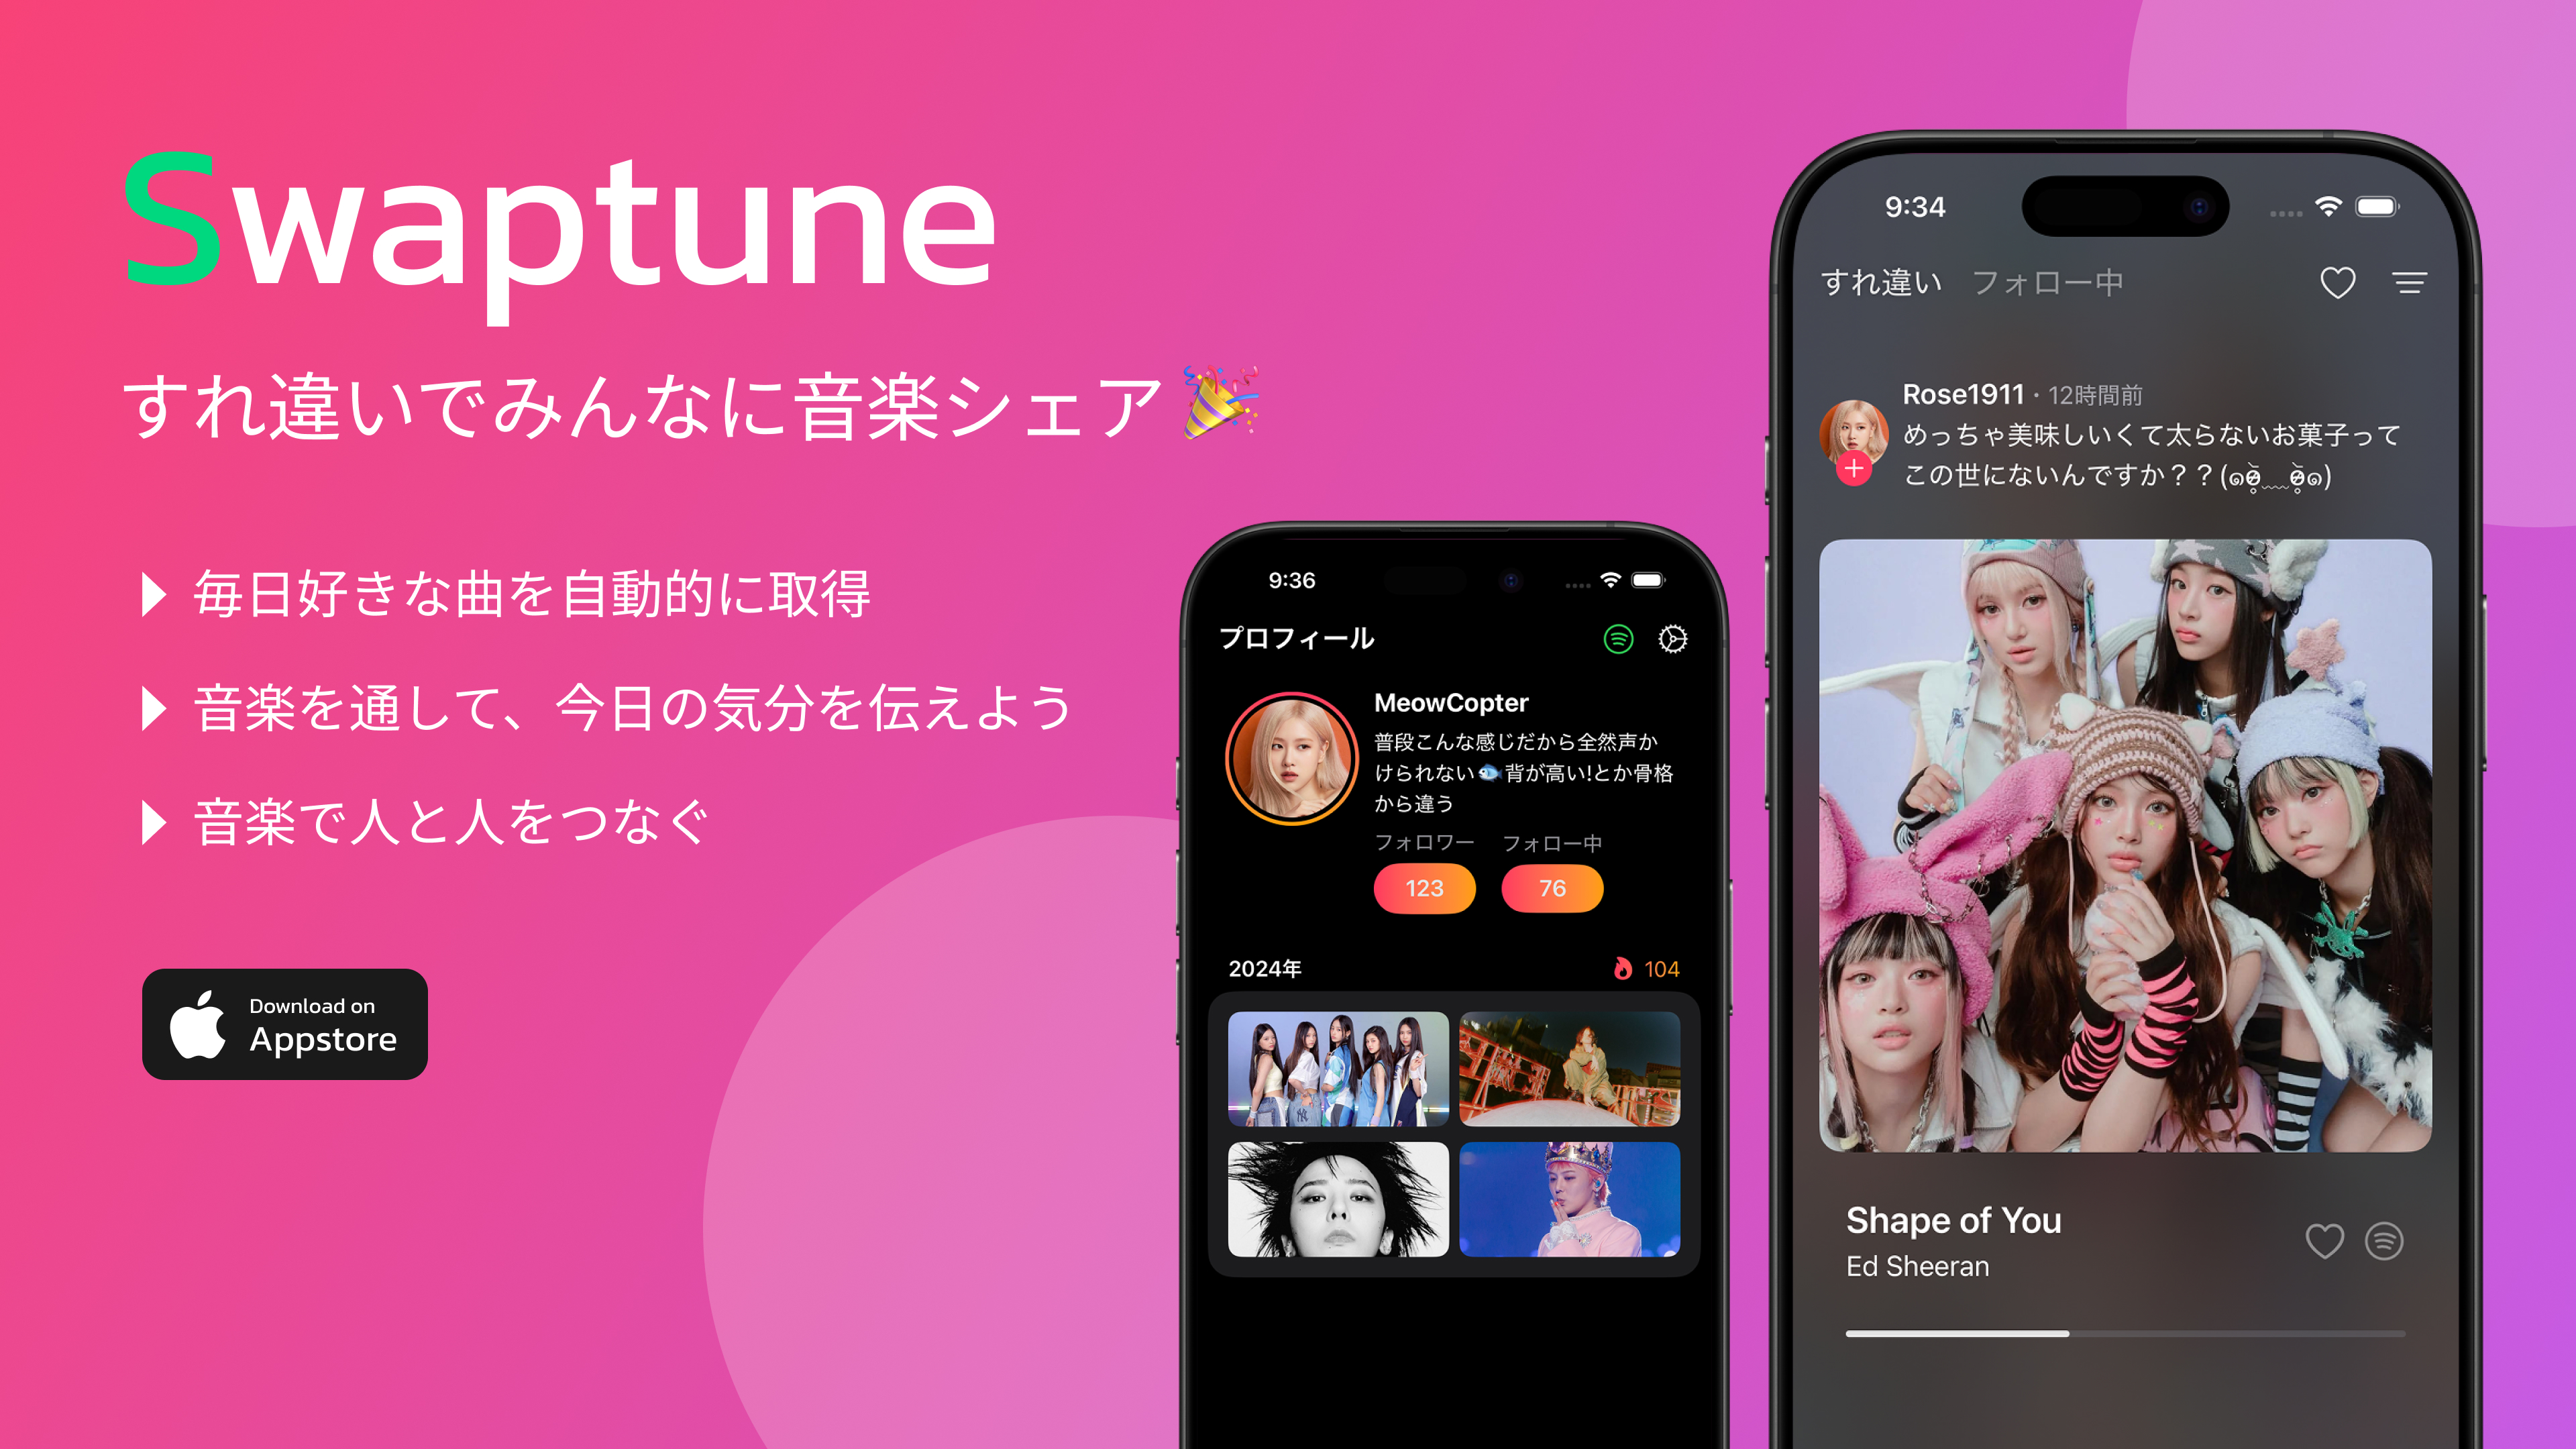 Swaptune
すれ違いでみんなに音楽シェア🎉
毎日好きな曲を自動的に取得
音楽を通して、今日の気分を伝えよう
音楽で人と人をつなぐ
Download on
Appstore
9:36
プロフィール
MeowCopter
普段こんな感じだから全然声か
けられない🐟背が高い!とか骨格
から違う
フォロワー フォロー中
123 76
2024年 104
9:34
すれ違い フォロー中
Rose1911・12時間前
めっちゃ美味しいくて太らないお菓子って
この世にないんですか？？
Shape of You
Ed Sheeran